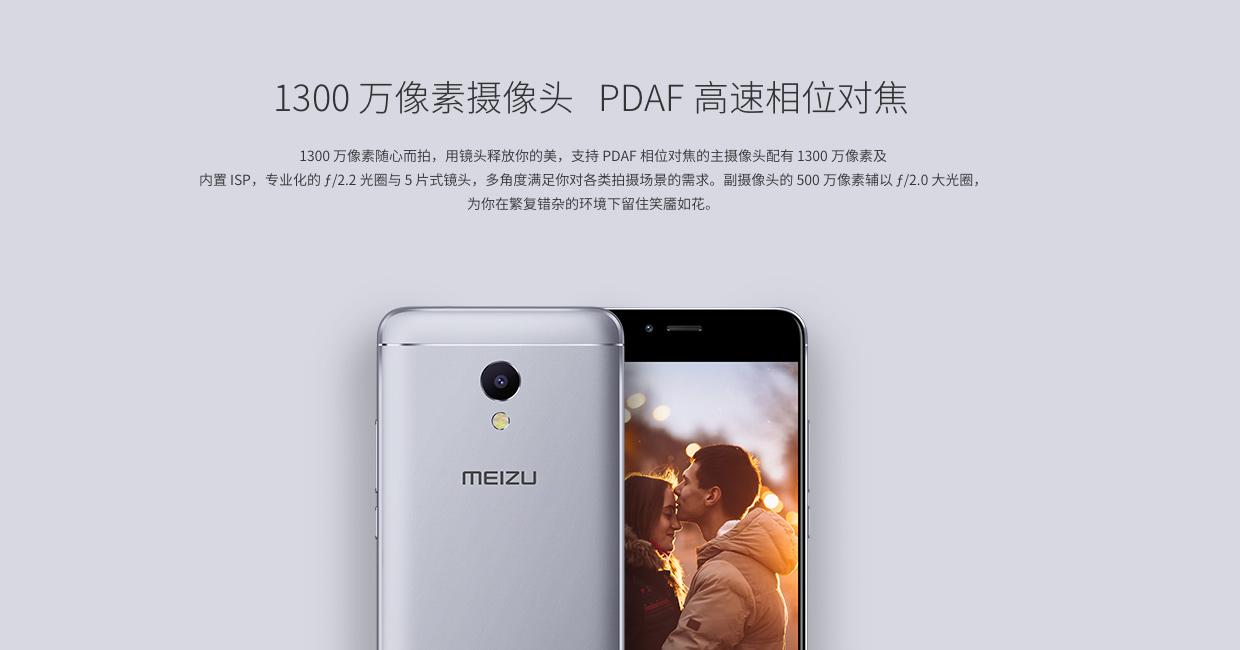 1300 万像素摄像头 PDAF 高速相位对焦
1300 万像素随心而拍，用镜头释放你的美，支持 PDAF 相位对焦的主摄像头配有 1300 万像素及
内置 ISP，专业化的 ƒ/2.2 光圈与 5 片式镜头，多角度满足你对各类拍摄场景的需求。副摄像头的 500 万像素辅以 ƒ/2.0 大光圈，
为你在繁复错杂的环境下留住笑靥如花。
MEIZU